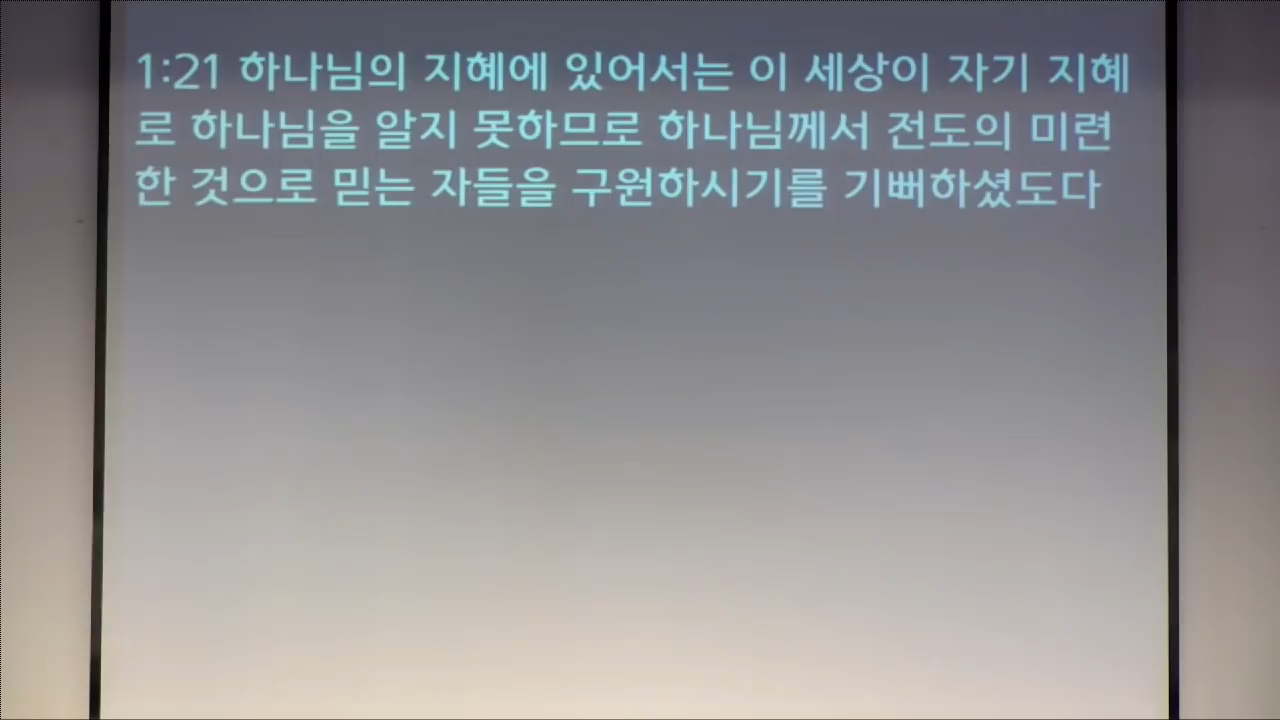 1:21 하나님의 지혜에 있어서는 이 세상이 자기 지혜
로 하나님을 알지 못하므로 하나님께서 전도의 미련
한 것으로 믿는 자들을 구원하시기를 기뻐하셨도다